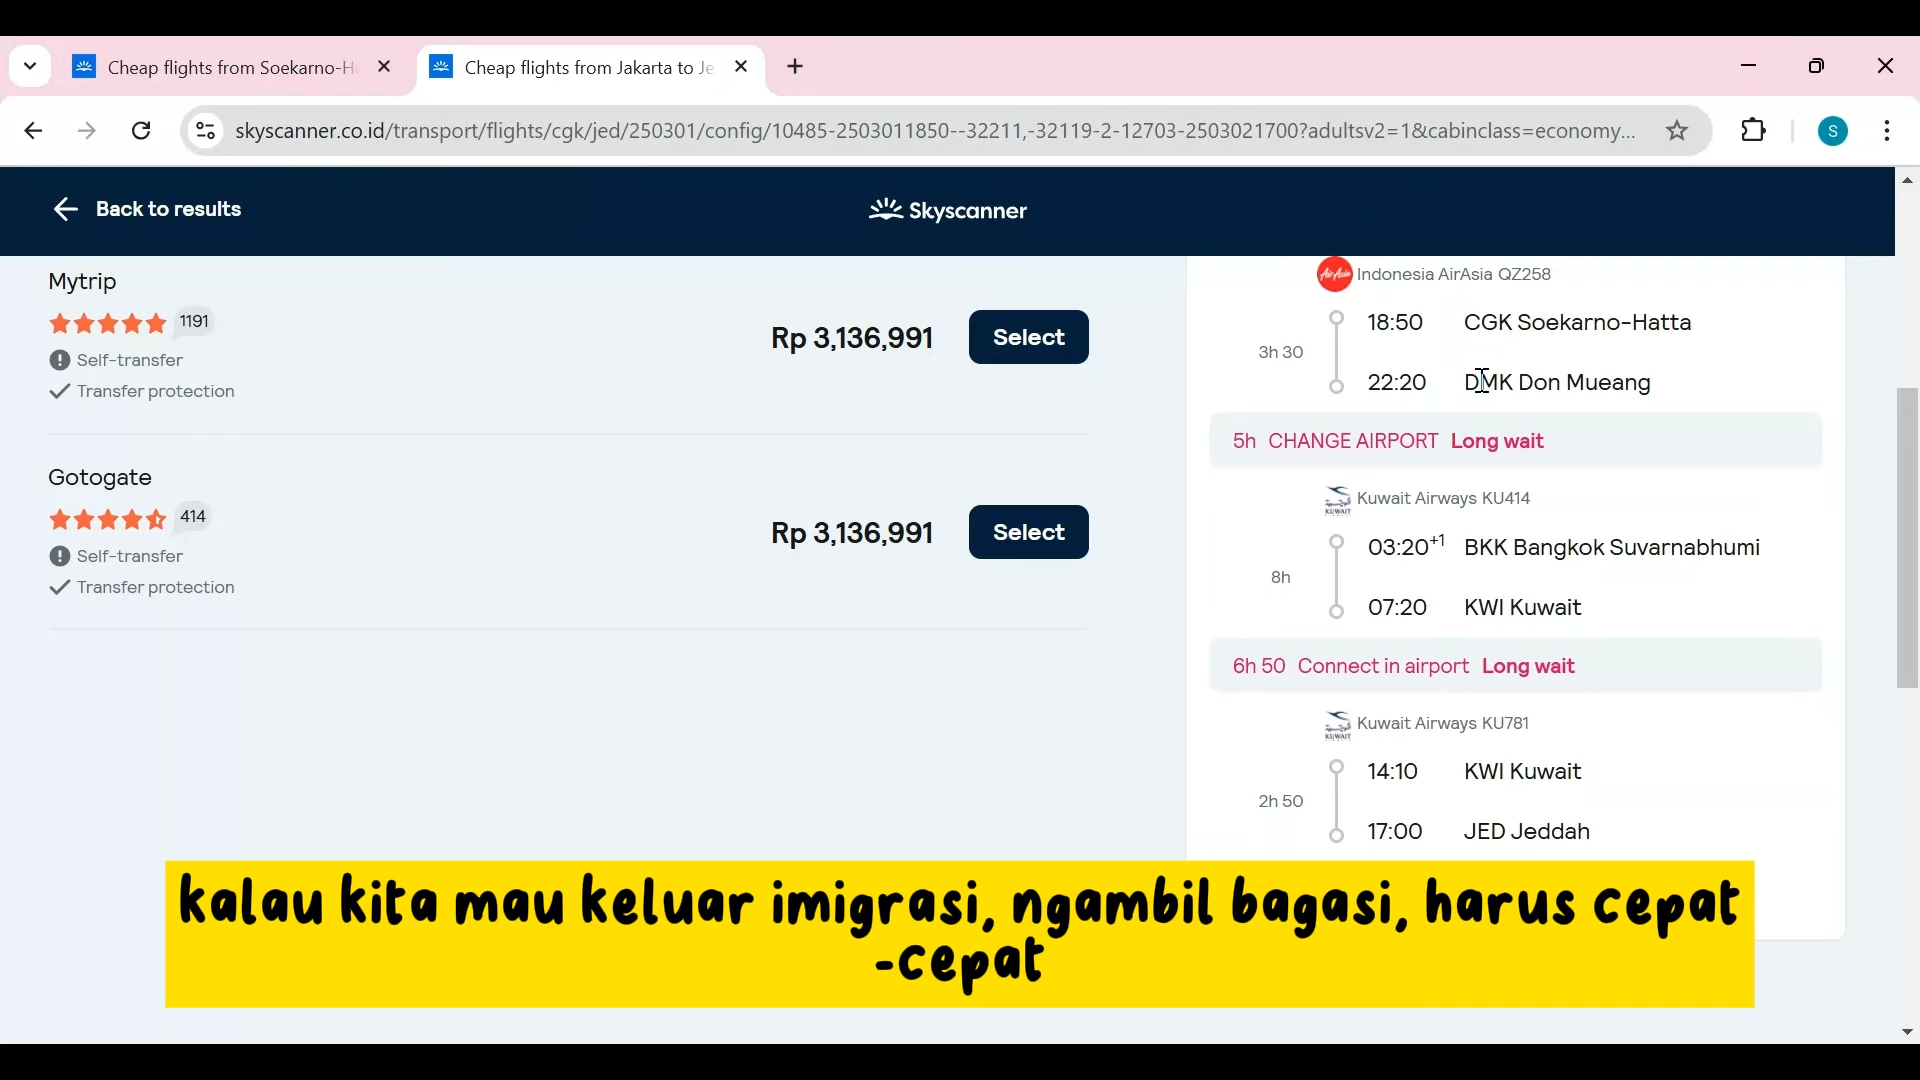 Cheap flights from Soekarno-H
Cheap flights from Jakarta to Je
skyscanner.co.id/transport/flights/cgk/jed/250301/config/10485-2503011850--32211,-32119-2-12703-2503021700?adultsv2=1&cabinclass=economy...
S
Back to results
Skyscanner
Mytrip
1191
Self-transfer
Transfer protection
Rp 3,136,991
Select
Gotogate
414
Self-transfer
Transfer protection
Rp 3,136,991
Select
AirAsia Indonesia AirAsia QZ258
18:50 CGK Soekarno-Hatta
3h 30
22:20 DMK Don Mueang
5h CHANGE AIRPORT Long wait
KUWAIT Kuwait Airways KU414
03:20+1 BKK Bangkok Suvarnabhumi
8h
07:20 KWI Kuwait
6h 50 Connect in airport Long wait
KUWAIT Kuwait Airways KU781
14:10 KWI Kuwait
2h 50
17:00 JED Jeddah
kalau kita mau keluar imigrasi, ngambil bagasi, harus cepat
-cepat